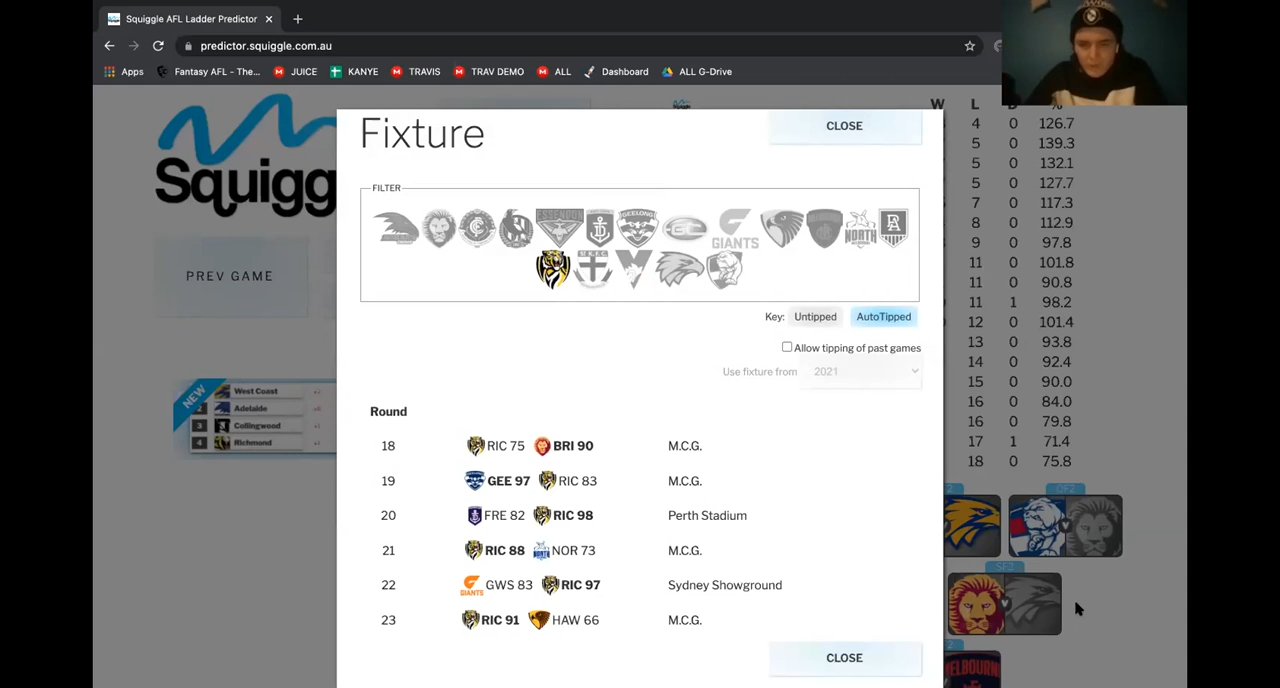 Squiggle AFL Ladder Predictor
predictor.squiggle.com.au
Apps Fantasy AFL - The... JUICE KANYE TRAVIS TRAV DEMO ALL Dashboard ALL G-Drive
Squigg
PREV GAME
NEW
West Coast
Adelaide
3 Collingwood
4 Richmond
Fixture
CLOSE
FILTER
ESSENDON
GEELONG
GIANTS
NORTH
Key: Untipped AutoTipped
Allow tipping of past games
Use fixture from 2021
Round
18 RIC 75 BRI 90 M.C.G.
19 GEE 97 RIC 83 M.C.G.
20 FRE 82 RIC 98 Perth Stadium
21 RIC 88 NOR 73 M.C.G.
22 GWS 83 RIC 97 Sydney Showground
23 RIC 91 HAW 66 M.C.G.
CLOSE
W L D %
4 0 126.7
5 0 139.3
5 0 132.1
5 0 127.7
7 0 117.3
8 0 112.9
9 0 97.8
11 0 101.8
11 0 90.8
11 1 98.2
12 0 101.4
13 0 93.8
14 0 92.4
15 0 90.0
16 0 84.0
16 0 79.8
17 1 71.4
18 0 75.8
QF2
V
SF2
V
MELBOURNE